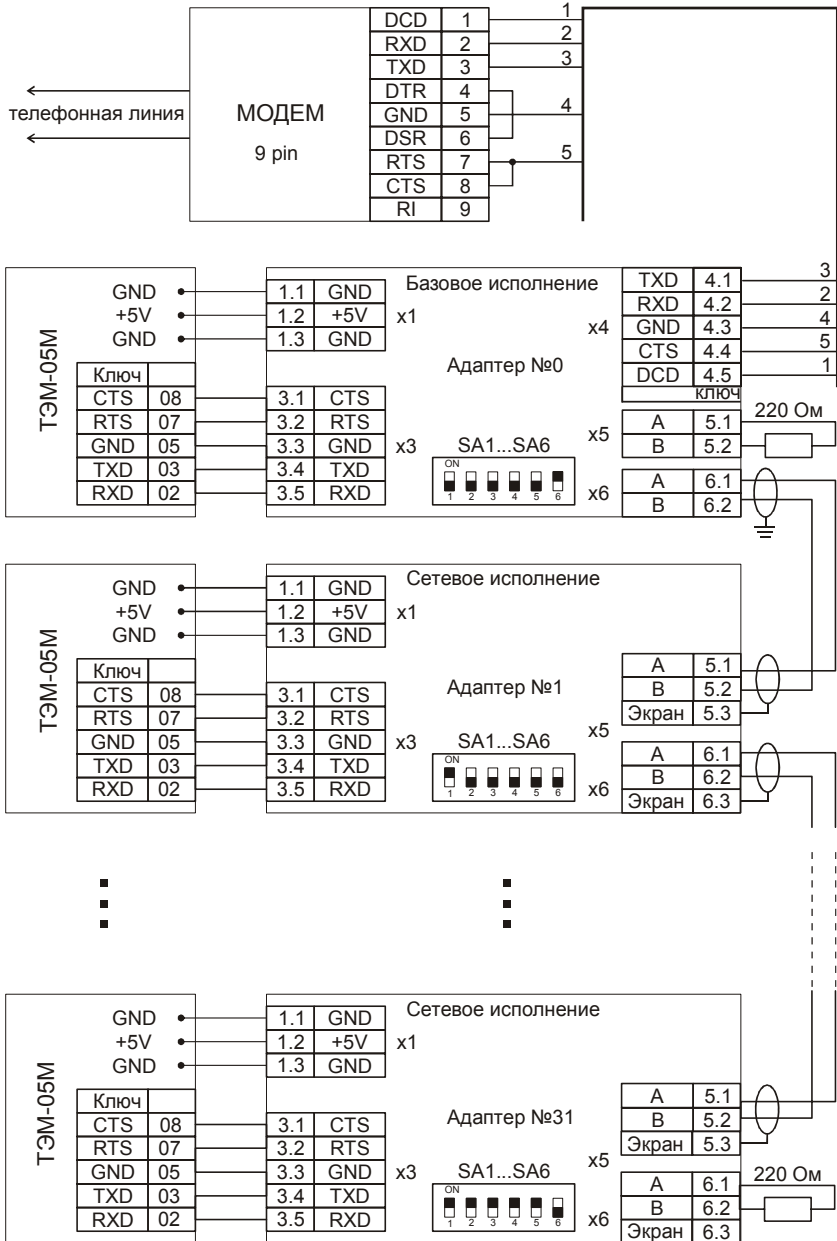 DCD 1 1
RXD 2 2
TXD 3 3
DTR 4
телефонная линия МОДЕМ GND 5 4
DSR 6
9 pin
RTS 7 5
CTS 8
RI 9
ТЭМ-05М
GND 1.1 GND Базовое исполнение TXD 4.1 3
+5V 1.2 +5V x1 RXD 4.2 2
GND 1.3 GND x4 GND 4.3 4
CTS 4.4 5
Адаптер №0 DCD 4.5 1
Ключ ключ
CTS 08 3.1 CTS
RTS 07 3.2 RTS x5 A 5.1 220 Ом
GND 05 3.3 GND x3 SA1...SA6 B 5.2
TXD 03 3.4 TXD ON A 6.1
RXD 02 3.5 RXD 1 2 3 4 5 6 x6 B 6.2
ТЭМ-05М
GND 1.1 GND Сетевое исполнение
+5V 1.2 +5V x1
GND 1.3 GND
Ключ Адаптер №1 A 5.1
CTS 08 3.1 CTS B 5.2
RTS 07 3.2 RTS Экран 5.3
GND 05 3.3 GND x3 SA1...SA6 x5
TXD 03 3.4 TXD ON A 6.1
RXD 02 3.5 RXD 1 2 3 4 5 6 x6 B 6.2
Экран 6.3
ТЭМ-05М
GND 1.1 GND Сетевое исполнение
+5V 1.2 +5V x1
GND 1.3 GND
Ключ A 5.1
CTS 08 3.1 CTS Адаптер №31 B 5.2
RTS 07 3.2 RTS Экран 5.3
GND 05 3.3 GND x3 SA1...SA6 x5
TXD 03 3.4 TXD ON A 6.1 220 Ом
RXD 02 3.5 RXD 1 2 3 4 5 6 x6 B 6.2
Экран 6.3